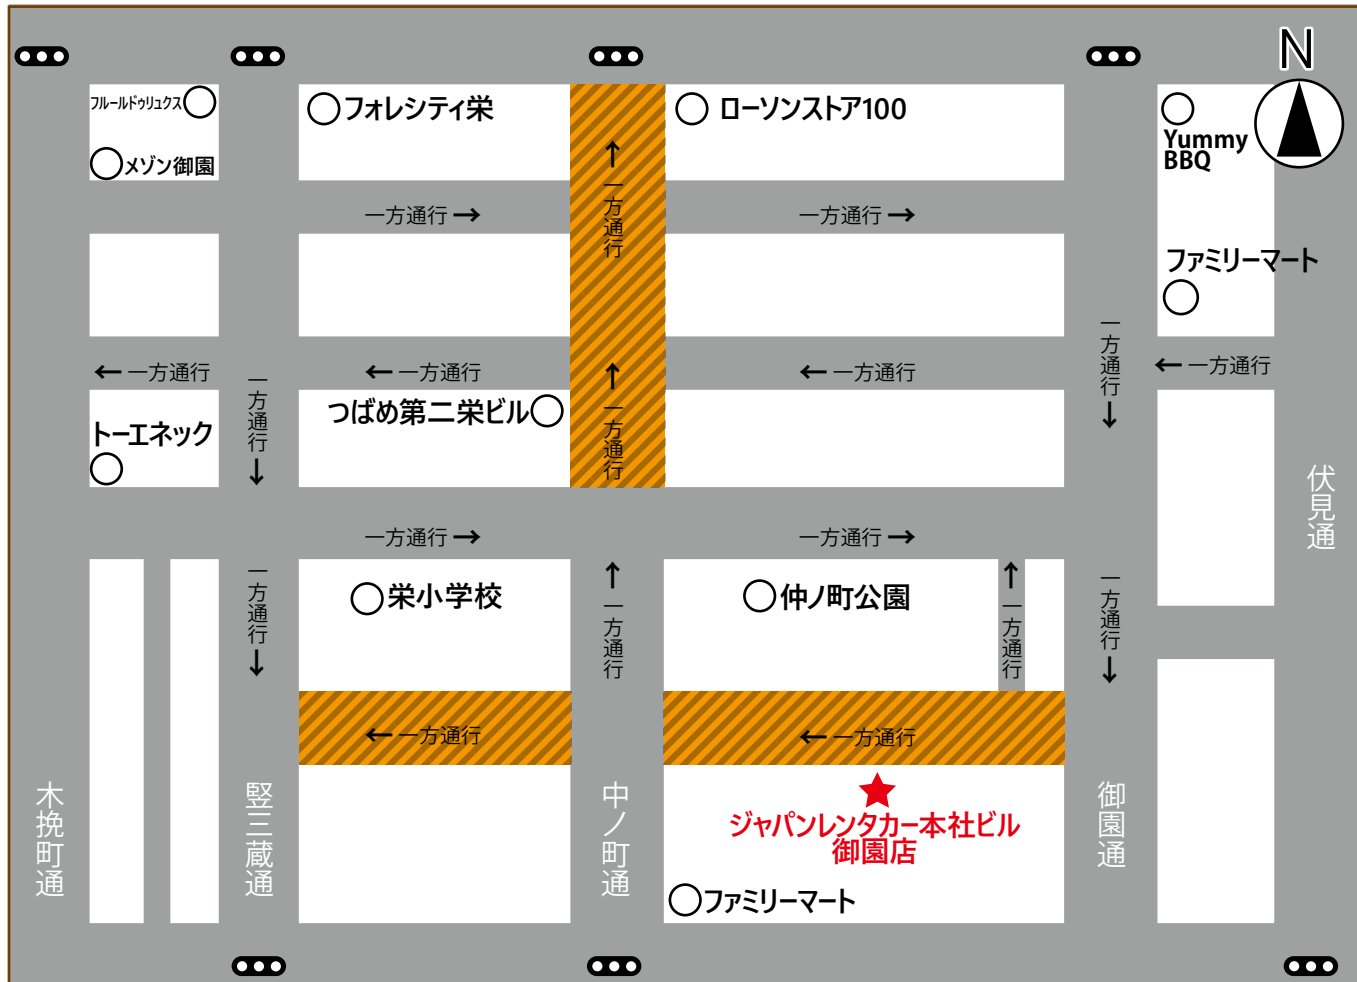 N
フルールドゥリュクス
メゾン御園
フォレシティ栄
ローソンストア100
Yummy
BBQ
一方通行→
↑一方通行
一方通行→
ファミリーマート
←一方通行
一方通行↓
←一方通行
↑一方通行
←一方通行
一方通行↓
←一方通行
トーエネック
つばめ第二栄ビル
伏見通
一方通行→
一方通行→
一方通行↓
栄小学校
↑一方通行
仲ノ町公園
↑一方通行
一方通行↓
←一方通行
←一方通行
木挽町通
竪三蔵通
中ノ町通
御園通
ジャパンレンタカー本社ビル
御園店
ファミリーマート